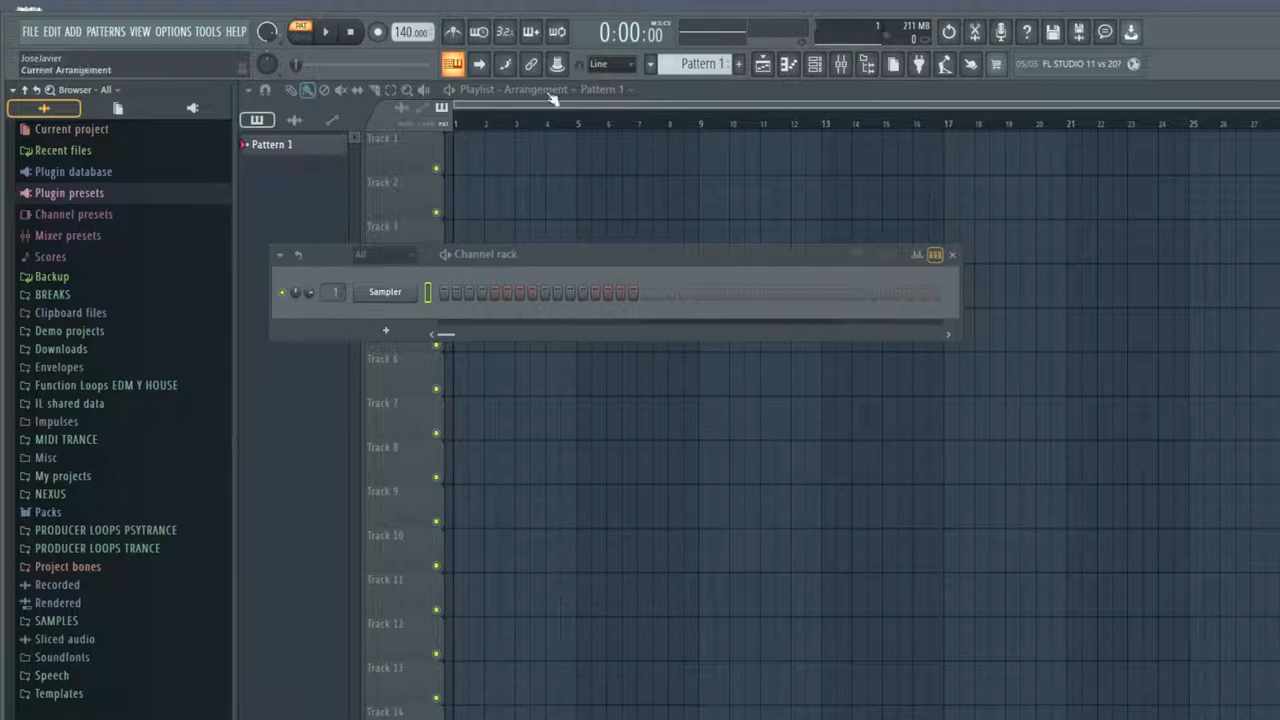 FILE EDIT ADD PATTERNS VIEW OPTIONS TOOLS HELP
PAT
140.000
3.2.
0:00:00
M:S:CS
1
211 MB
0
JoseJavier
Current Arrangement
Line
Pattern 1
05/05 FL STUDIO 11 vs 20?
Browser - All
Playlist - Arrangement - Pattern 1
1 2 3 4 5 6 7 8 9 10 11 12 13 14 15 16 17 18 19 20 21 22 23 24 25 26 27
Pattern 1
Current project
Recent files
Plugin database
Plugin presets
Channel presets
Mixer presets
Scores
Backup
BREAKS
Clipboard files
Demo projects
Downloads
Envelopes
Function Loops EDM Y HOUSE
IL shared data
Impulses
MIDI TRANCE
Misc
My projects
NEXUS
Packs
PRODUCER LOOPS PSYTRANCE
PRODUCER LOOPS TRANCE
Project bones
Recorded
Rendered
SAMPLES
Sliced audio
Soundfonts
Speech
Templates
Track 1
Track 2
Track 3
All
Channel rack
1
Sampler
Track 6
Track 7
Track 8
Track 9
Track 10
Track 11
Track 12
Track 13
Track 14